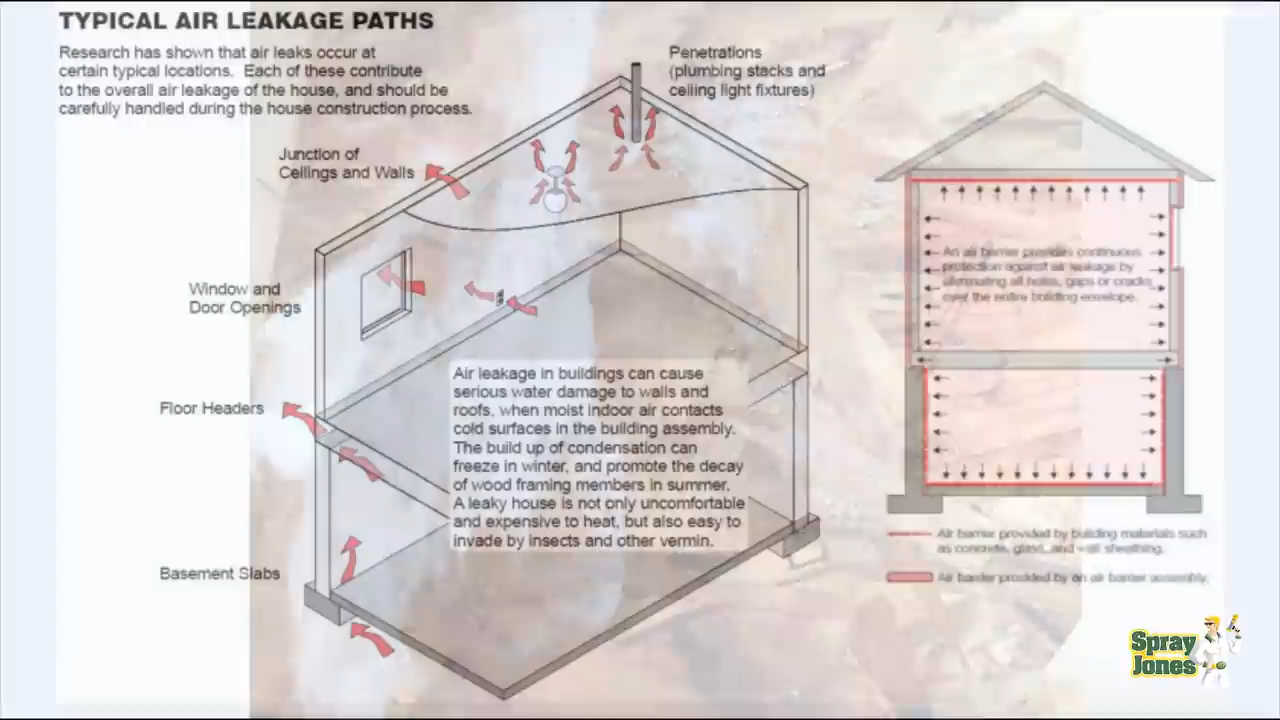 TYPICAL AIR LEAKAGE PATHS
Research has shown that air leaks occur at
certain typical locations. Each of these contribute
to the overall air leakage of the house, and should be
carefully handled during the house construction process.
Penetrations
(plumbing stacks and
ceiling light fixtures)
Junction of
Ceilings and Walls
Window and
Door Openings
Floor Headers
Basement Slabs
Air leakage in buildings can cause
serious water damage to walls and
roofs, when moist indoor air contacts
cold surfaces in the building assembly.
The build up of condensation can
freeze in winter, and promote the decay
of wood framing members in summer.
A leaky house is not only uncomfortable
and expensive to heat, but also easy to
invade by insects and other vermin.
An air barrier provides continuous
protection against air leakage by
eliminating all holes, gaps or cracks
over the entire building envelope.
Air barrier provided by building materials such
as concrete, glass, and wall sheathing.
Air barrier provided by an air barrier assembly.
Spray
Jones